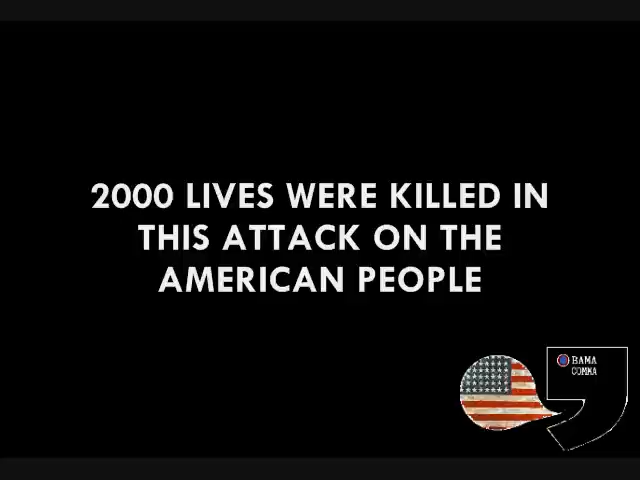 2000 LIVES WERE KILLED IN
THIS ATTACK ON THE
AMERICAN PEOPLE
BAMA
COMMA